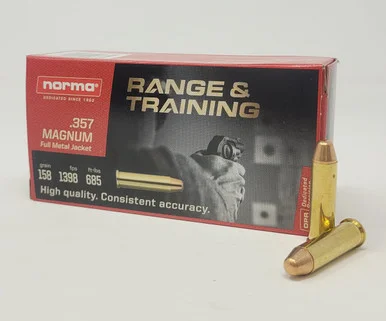 norma
DEDICATED SINCE 1902
RANGE &
TRAINING
.357
MAGNUM
Full Metal Jacket
grain fps ft-lbs
158 1398 685
High quality. Consistent accuracy.
Dedicated